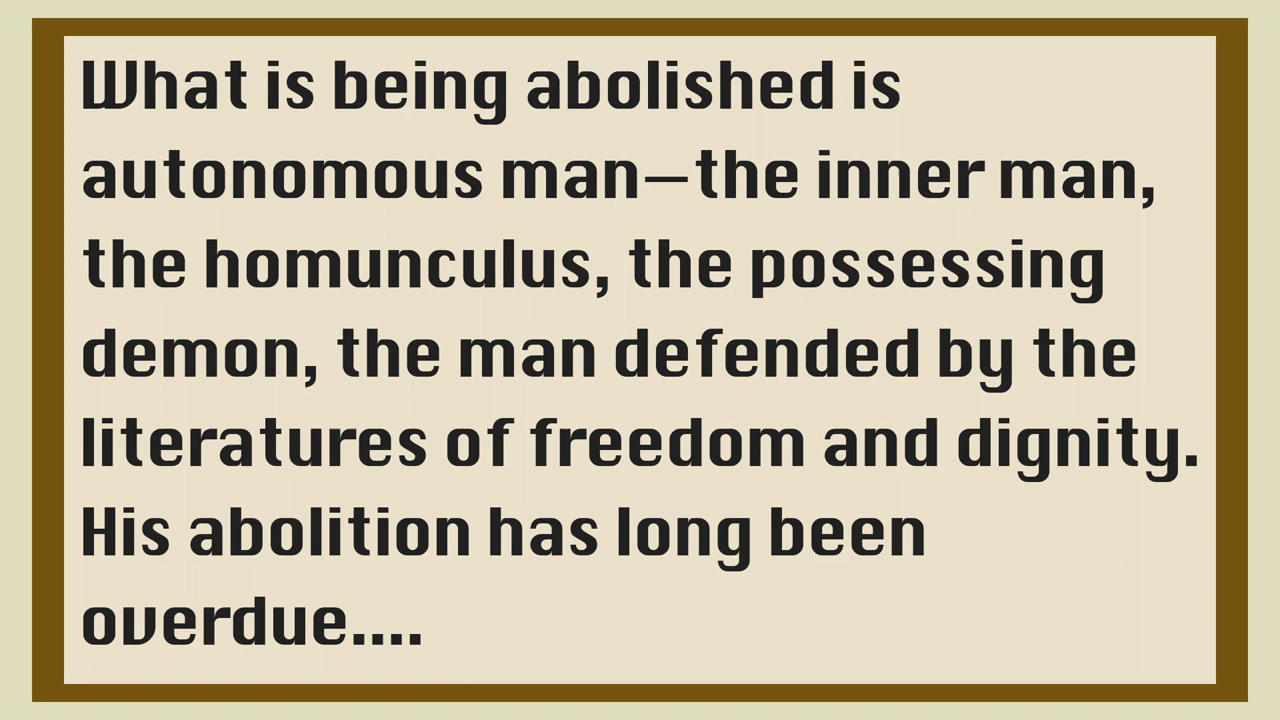 What is being abolished is
autonomous man—the inner man,
the homunculus, the possessing
demon, the man defended by the
literatures of freedom and dignity.
His abolition has long been
overdue....